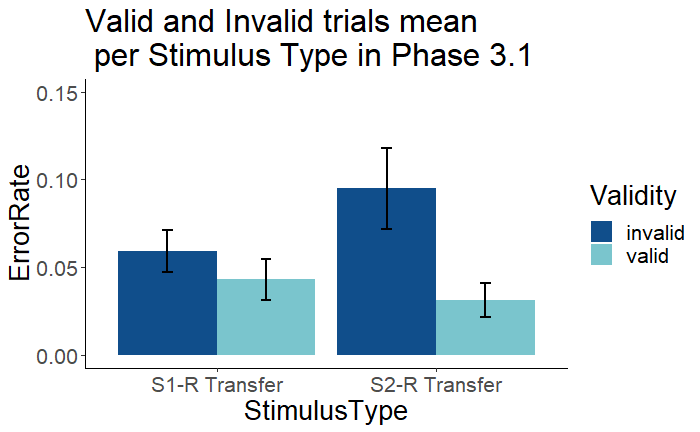 Valid and Invalid trials mean
per Stimulus Type in Phase 3.1
0.15
0.10
0.05
0.00
ErrorRate
S1-R Transfer
S2-R Transfer
StimulusType
Validity
invalid
valid